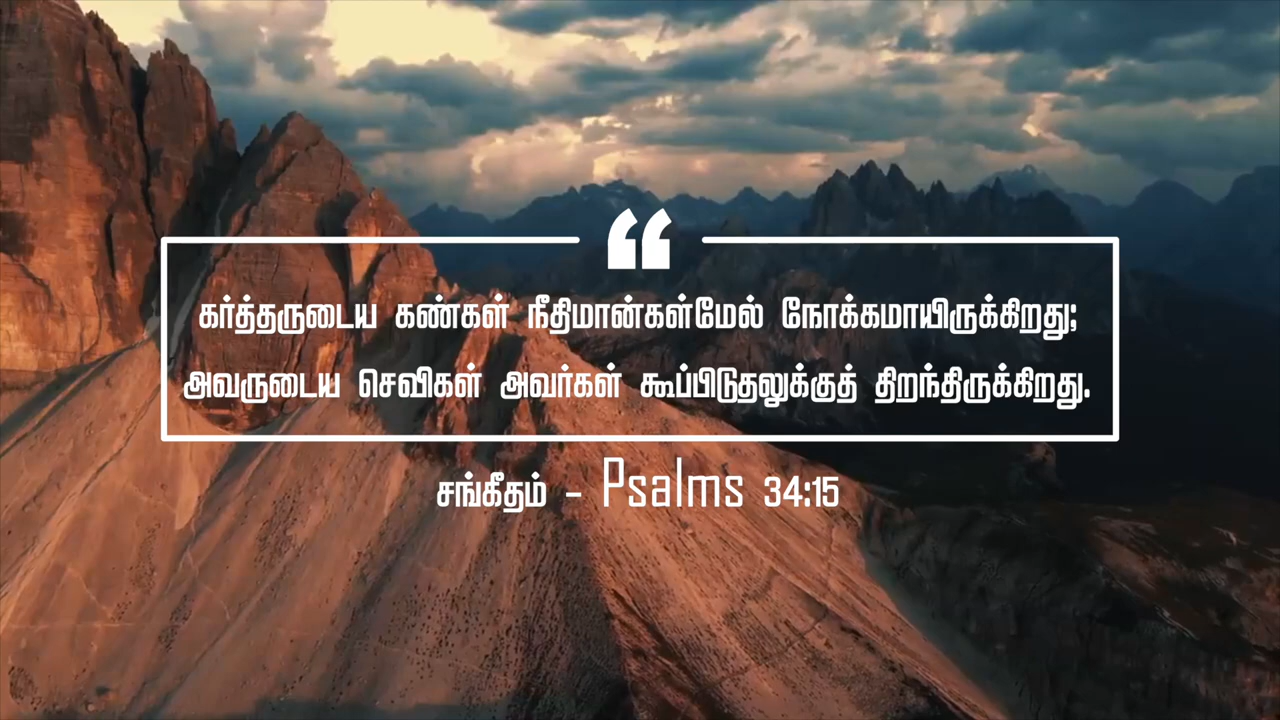 கர்த்தருடைய கண்கள் நீதிமான்கள்மேல் நோக்கமாயிருக்கிறது;
அவருடைய செவிகள் அவர்கள் கூப்பிடுதலுக்குத் திறந்திருக்கிறது.
சங்கீதம் - Psalms 34:15